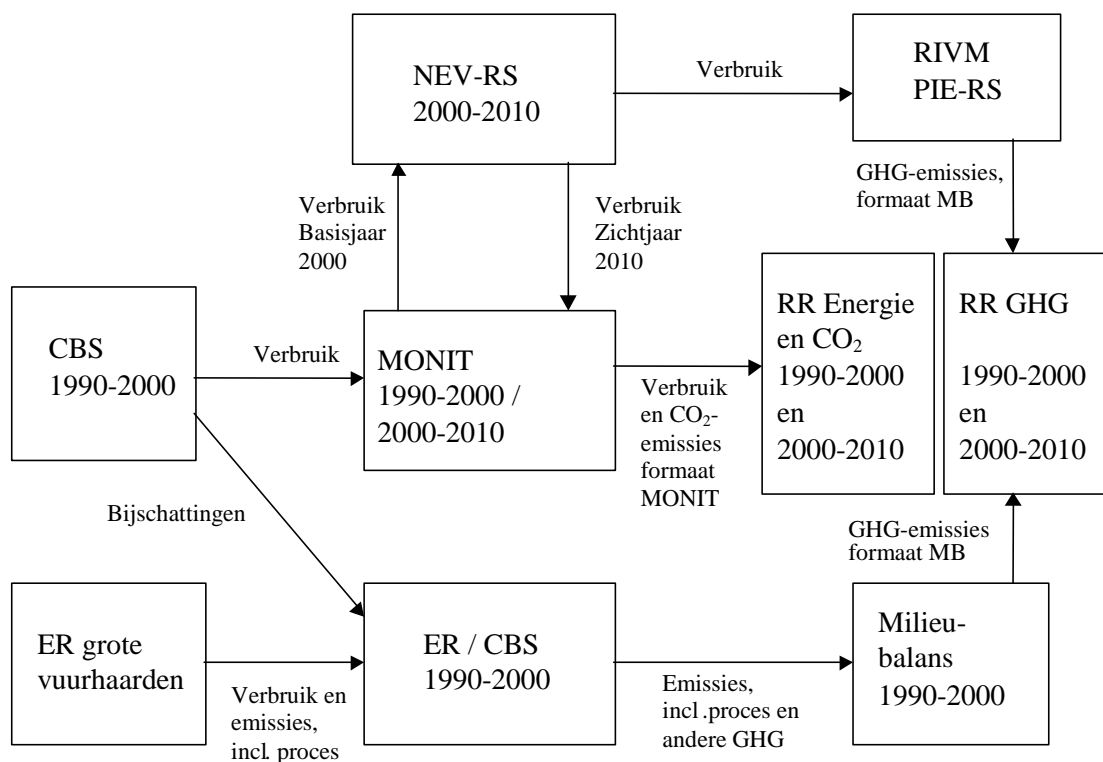 NEV-RS
2000-2010
Verbruik
RIVM
PIE-RS
Verbruik
Basisjaar
2000
Verbruik
Zichtjaar
2010
GHG-emissies,
formaat MB
CBS
1990-2000
Verbruik
MONIT
1990-2000 /
2000-2010
Verbruik
en CO₂-
emissies
formaat
MONIT
RR Energie
en CO₂
1990-2000
en
2000-2010
RR GHG
1990-2000
en
2000-2010
Bijschattingen
GHG-emissies
formaat MB
ER grote
vuurhaarden
Verbruik en
emissies,
incl. proces
ER / CBS
1990-2000
Emissies,
incl.proces en
andere GHG
Milieu-
balans
1990-2000